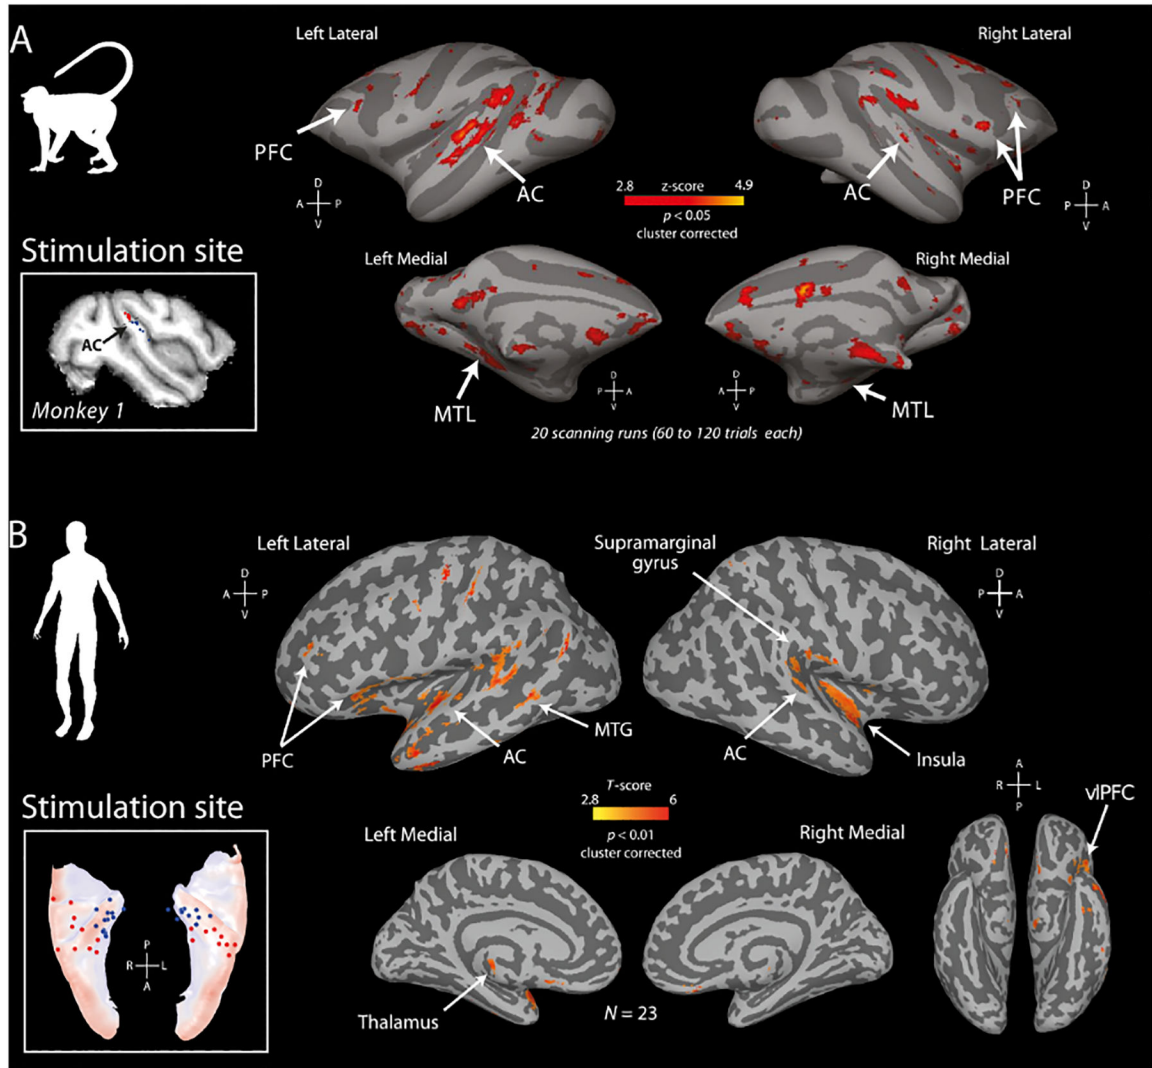 A
Left Lateral
Right Lateral
PFC
AC
AC
PFC
D
A P
V
2.8 z-score 4.9
p < 0.05
cluster corrected
D
P A
V
Stimulation site
AC
Monkey 1
Left Medial
Right Medial
MTL
D
P A
V
D
A P
V
MTL
20 scanning runs (60 to 120 trials each)
B
Left Lateral
Supramarginal
gyrus
Right Lateral
D
A P
V
D
P A
V
PFC
AC
MTG
AC
Insula
Stimulation site
P
R L
A
T-score
2.8 6
p < 0.01
cluster corrected
Left Medial
Right Medial
Thalamus
N = 23
A
R L
P
vlPFC